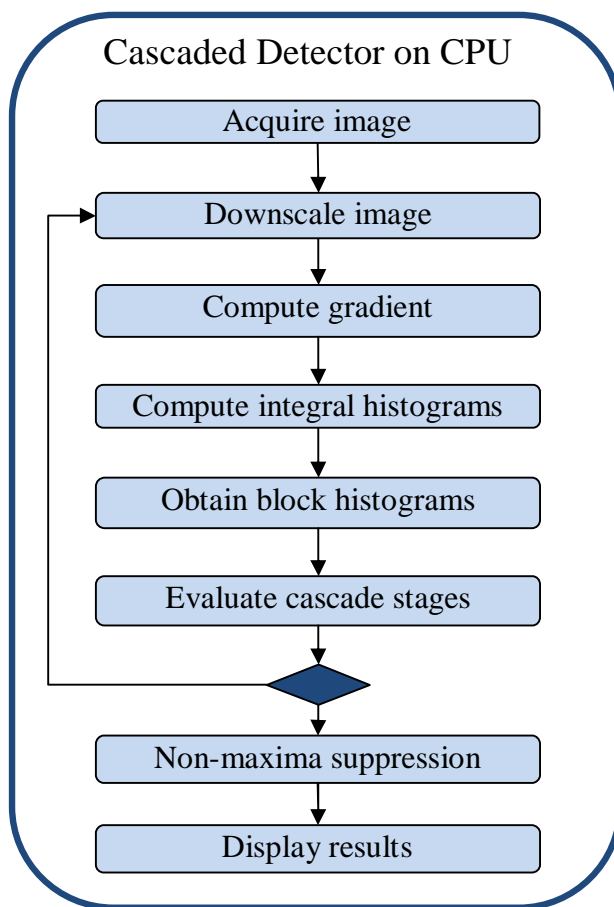 Cascaded Detector on CPU
Acquire image
Downscale image
Compute gradient
Compute integral histograms
Obtain block histograms
Evaluate cascade stages
Non-maxima suppression
Display results